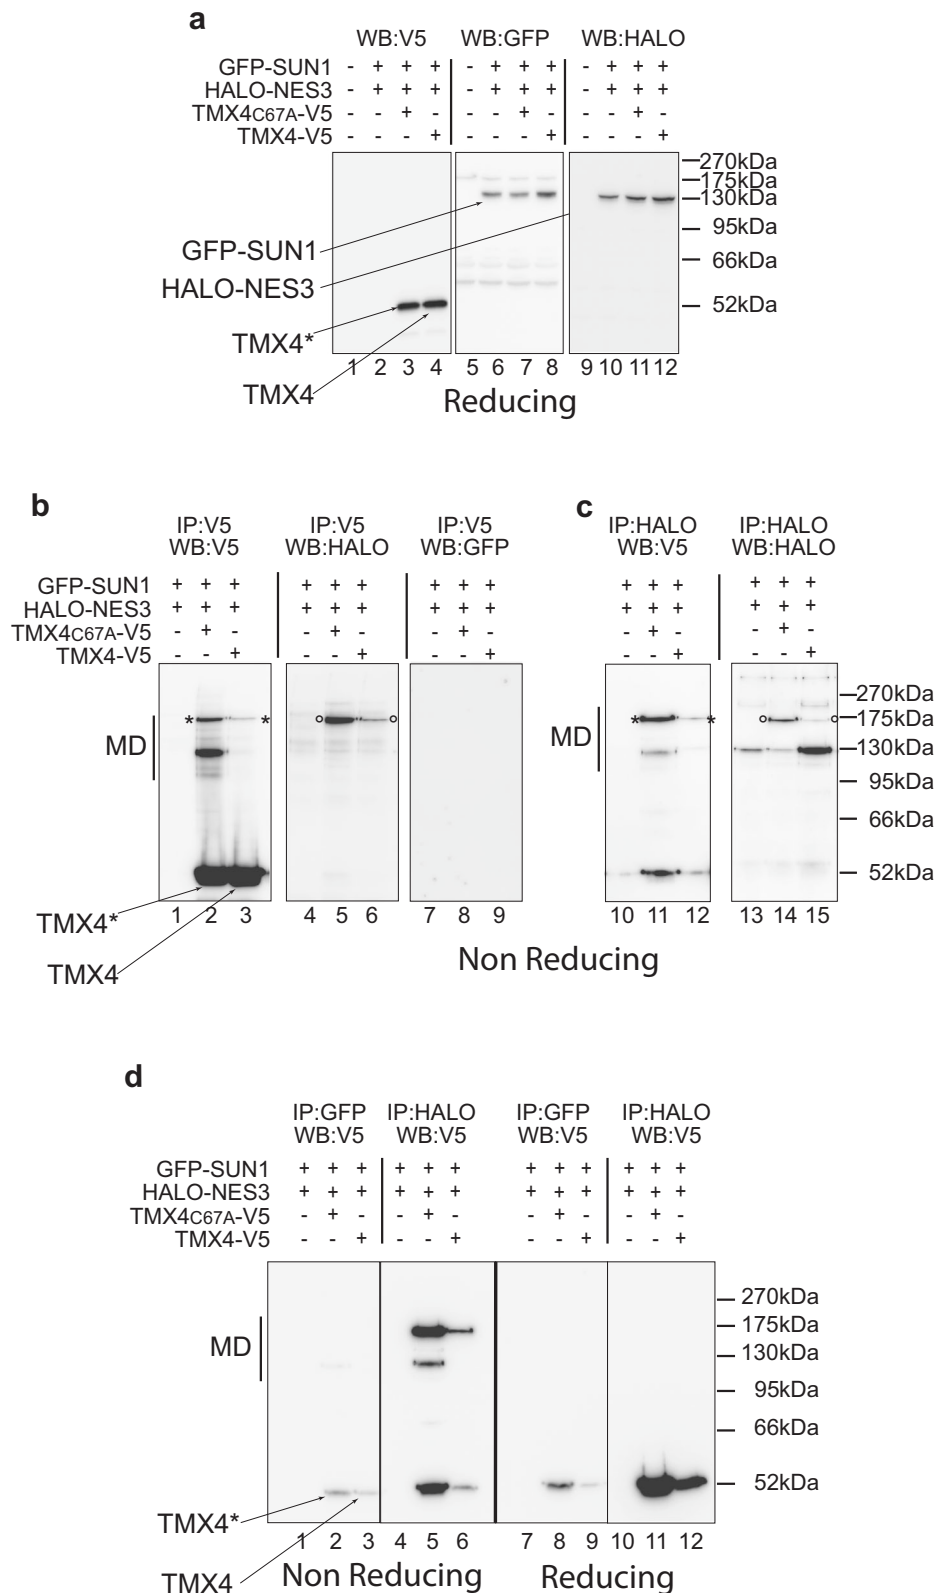 a
WB:V5 WB:GFP WB:HALO
GFP-SUN1 - + + + - + + + - + + +
HALO-NES3 - + + + - + + + - + + +
TMX4C67A-V5 - - + - - - + - - - + -
TMX4-V5 - - - + - - - + - - - +
270kDa
175kDa
130kDa
95kDa
66kDa
52kDa
GFP-SUN1
HALO-NES3
TMX4*
TMX4
1 2 3 4 5 6 7 8 9 10 11 12
Reducing
b
IP:V5 IP:V5 IP:V5
WB:V5 WB:HALO WB:GFP
GFP-SUN1 + + + + + + + + +
HALO-NES3 + + + + + + + + +
TMX4C67A-V5 - + - - + - - + -
TMX4-V5 - - + - - + - - +
* *
MD
TMX4*
TMX4
1 2 3 4 5 6 7 8 9
c
IP:HALO IP:HALO
WB:V5 WB:HALO
+ + + + + +
+ + + + + +
- + - - + -
- - + - - +
* *
MD
270kDa
175kDa
130kDa
95kDa
66kDa
52kDa
10 11 12 13 14 15
Non Reducing
d
IP:GFP IP:HALO IP:GFP IP:HALO
WB:V5 WB:V5 WB:V5 WB:V5
GFP-SUN1 + + + + + + + + + + + +
HALO-NES3 + + + + + + + + + + + +
TMX4C67A-V5 - + - - + - - + - - + -
TMX4-V5 - - + - - + - - + - - +
MD
270kDa
175kDa
130kDa
95kDa
66kDa
52kDa
TMX4*
TMX4
1 2 3 4 5 6 7 8 9 10 11 12
Non Reducing Reducing